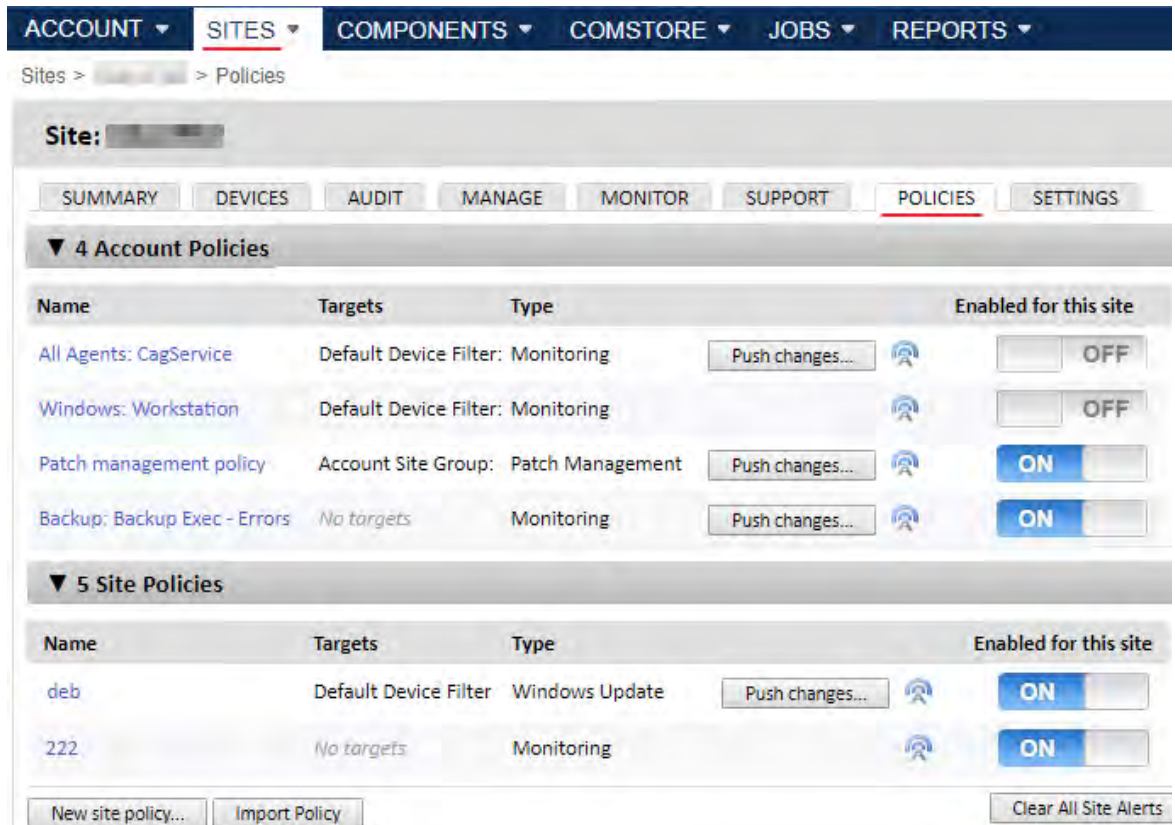 ACCOUNT SITES COMPONENTS COMSTORE JOBS REPORTS
Sites > > Policies
Site:
SUMMARY DEVICES AUDIT MANAGE MONITOR SUPPORT POLICIES SETTINGS
▼ 4 Account Policies
Name Targets Type Enabled for this site
All Agents: CagService Default Device Filter: Monitoring Push changes... OFF
Windows: Workstation Default Device Filter: Monitoring OFF
Patch management policy Account Site Group: Patch Management Push changes... ON
Backup: Backup Exec - Errors No targets Monitoring Push changes... ON
▼ 5 Site Policies
Name Targets Type Enabled for this site
deb Default Device Filter Windows Update Push changes... ON
222 No targets Monitoring ON
New site policy... Import Policy Clear All Site Alerts